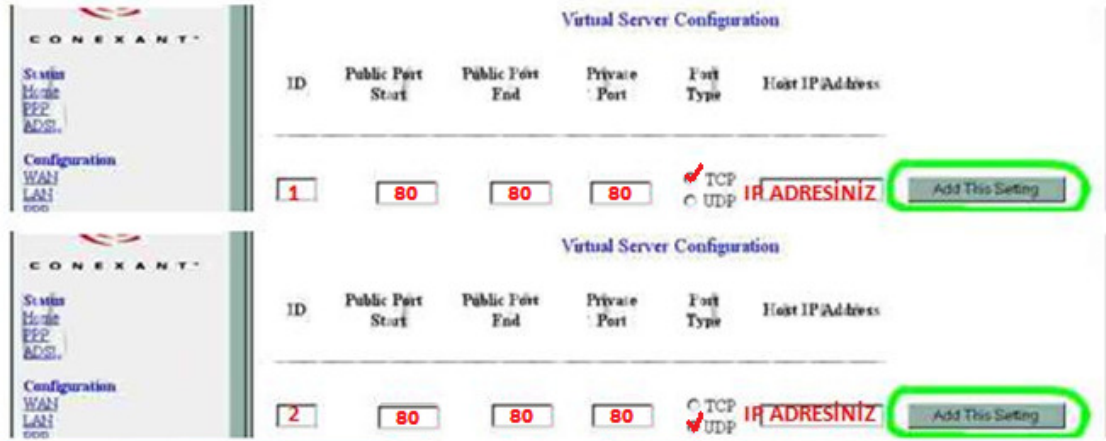 Virtual Server Configuration
CONEXANT
Status
Home
PPP
ADSL
ID Public Port Start Public Port End Private Port Port Type Host IP Address
Configuration
WAN
LAN
PPP
1 80 80 80 TCP UDP IP ADRESİNİZ Add This Setting
Virtual Server Configuration
CONEXANT
Status
Home
PPP
ADSL
ID Public Port Start Public Port End Private Port Port Type Host IP Address
Configuration
WAN
LAN
PPP
2 80 80 80 TCP UDP IP ADRESİNİZ Add This Setting